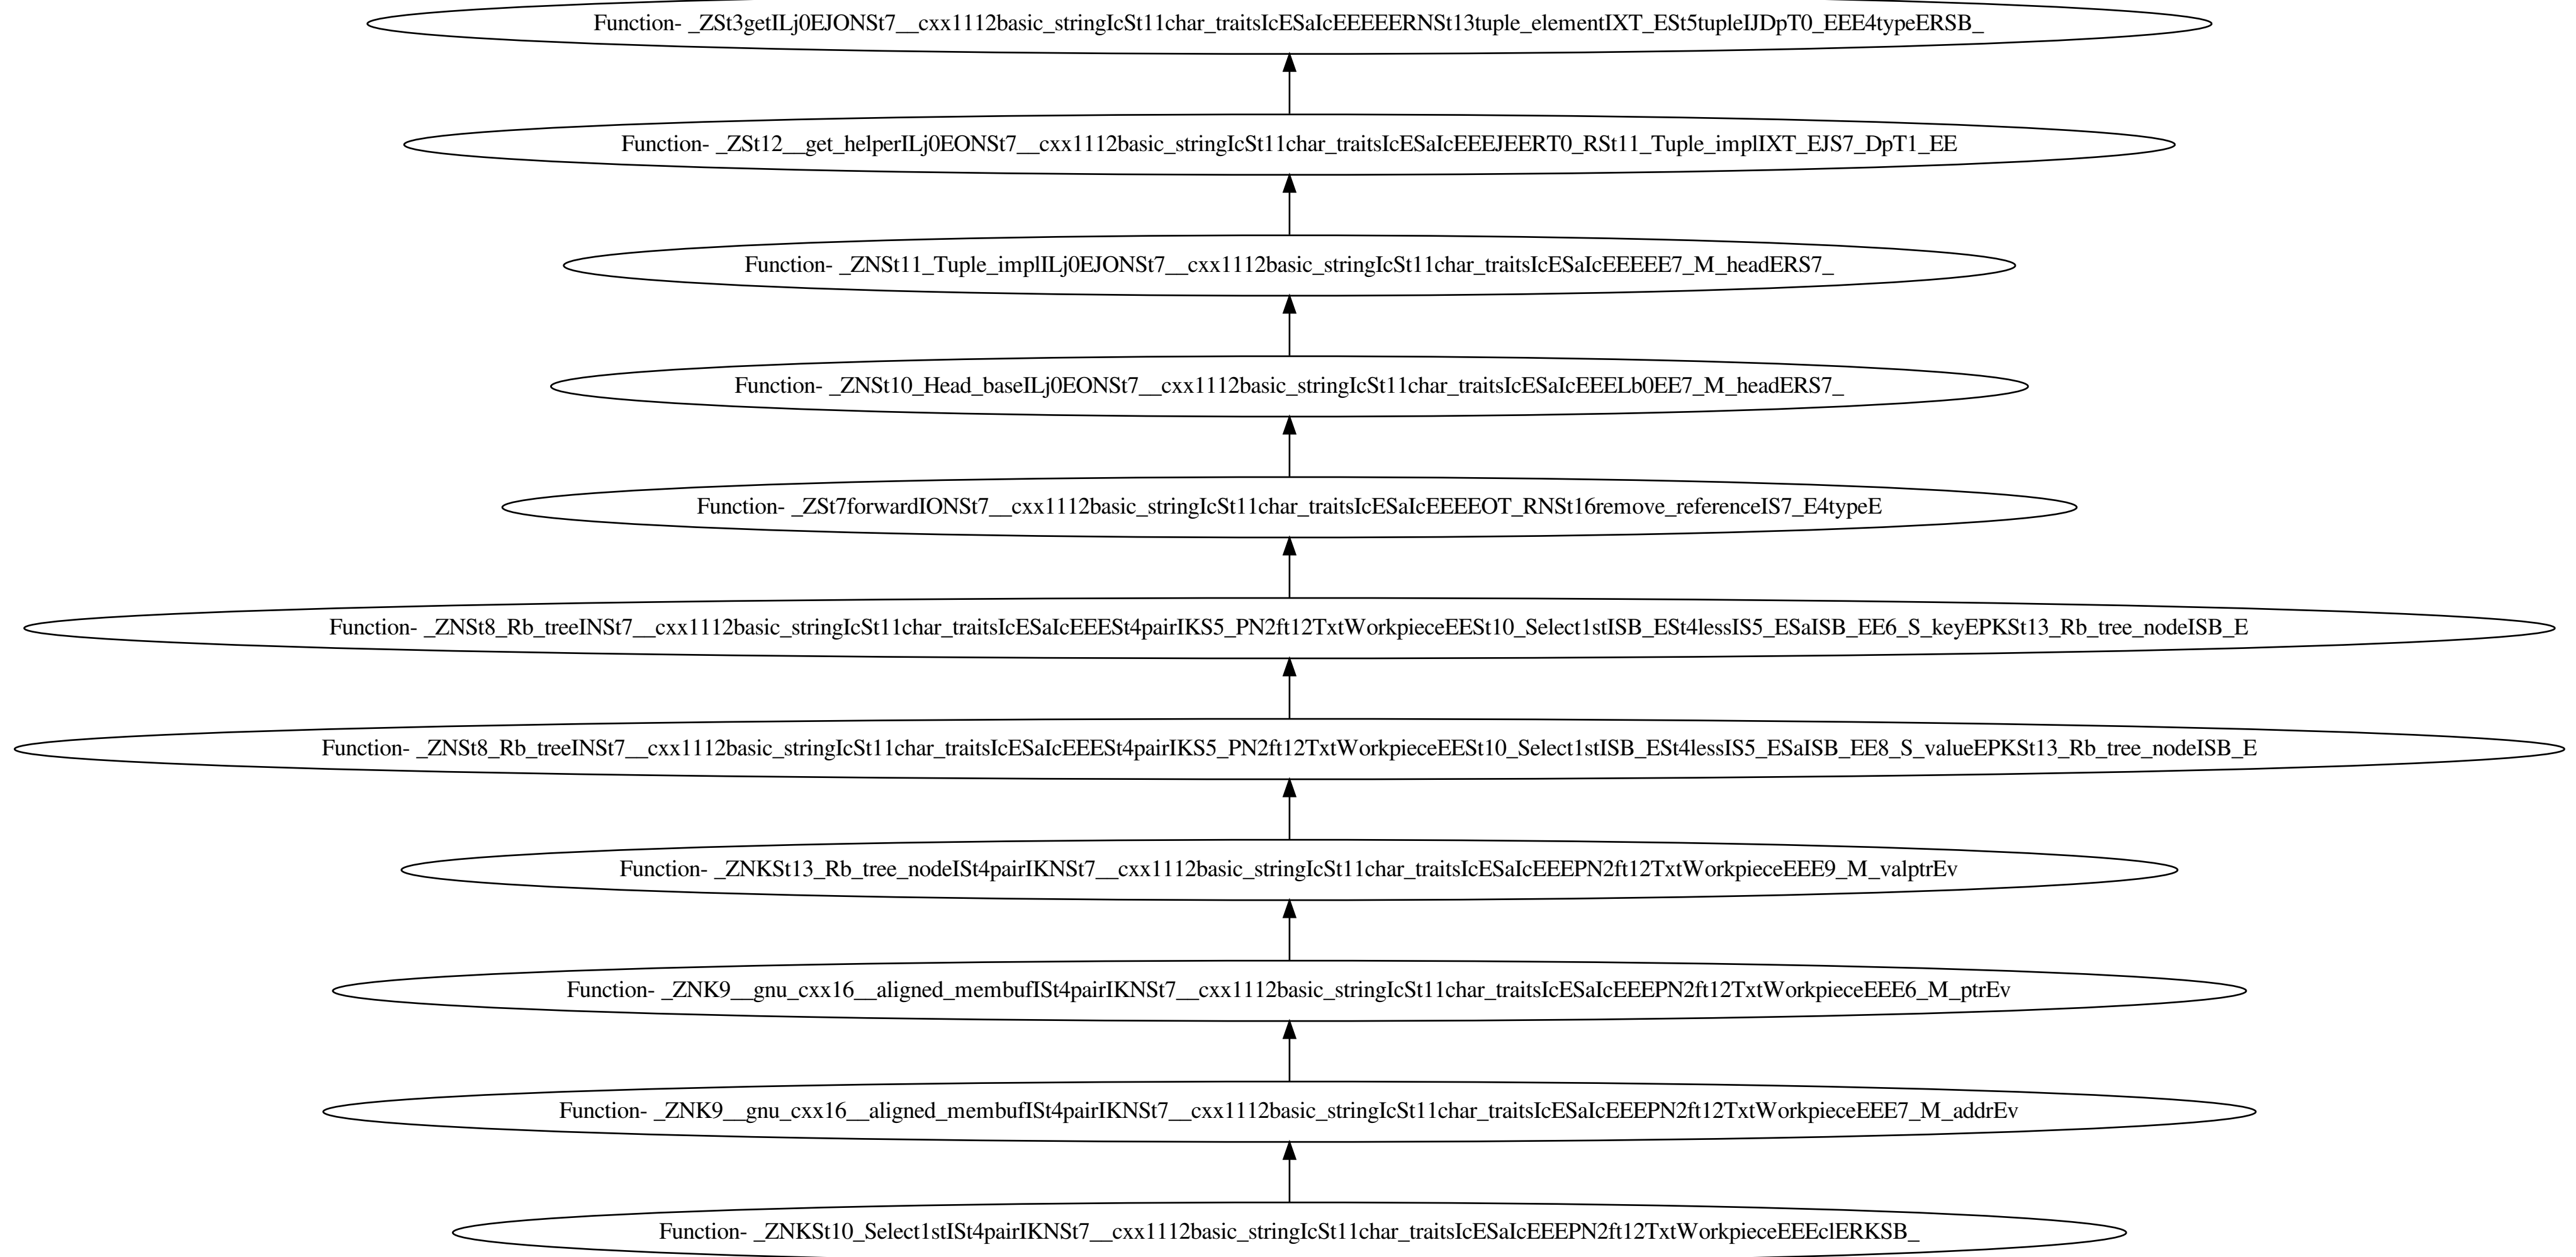 Function- _ZSt3getILj0EJONSt7__cxx1112basic_stringIcSt11char_traitsIcESaIcEEEEERNSt13tuple_elementIXT_ESt5tupleIJDpT0_EEE4typeERSB_
Function- _ZSt12__get_helperILj0EONSt7__cxx1112basic_stringIcSt11char_traitsIcESaIcEEEJEERT0_RSt11_Tuple_implIXT_EJS7_DpT1_EE
Function- _ZNSt11_Tuple_implILj0EJONSt7__cxx1112basic_stringIcSt11char_traitsIcESaIcEEEEE7_M_headERS7_
Function- _ZNSt10_Head_baseILj0EONSt7__cxx1112basic_stringIcSt11char_traitsIcESaIcEEELb0EE7_M_headERS7_
Function- _ZSt7forwardIONSt7__cxx1112basic_stringIcSt11char_traitsIcESaIcEEEEOT_RNSt16remove_referenceIS7_E4typeE
Function- _ZNSt8_Rb_treeINSt7__cxx1112basic_stringIcSt11char_traitsIcESaIcEEESt4pairIKS5_PN2ft12TxtWorkpieceEESt10_Select1stISB_ESt4lessIS5_ESaISB_EE6_S_keyEPKSt13_Rb_tree_nodeISB_E
Function- _ZNSt8_Rb_treeINSt7__cxx1112basic_stringIcSt11char_traitsIcESaIcEEESt4pairIKS5_PN2ft12TxtWorkpieceEESt10_Select1stISB_ESt4lessIS5_ESaISB_EE8_S_valueEPKSt13_Rb_tree_nodeISB_E
Function- _ZNKSt13_Rb_tree_nodeISt4pairIKNSt7__cxx1112basic_stringIcSt11char_traitsIcESaIcEEEPN2ft12TxtWorkpieceEEE9_M_valptrEv
Function- _ZNK9__gnu_cxx16__aligned_membufISt4pairIKNSt7__cxx1112basic_stringIcSt11char_traitsIcESaIcEEEPN2ft12TxtWorkpieceEEE6_M_ptrEv
Function- _ZNK9__gnu_cxx16__aligned_membufISt4pairIKNSt7__cxx1112basic_stringIcSt11char_traitsIcESaIcEEEPN2ft12TxtWorkpieceEEE7_M_addrEv
Function- _ZNKSt10_Select1stISt4pairIKNSt7__cxx1112basic_stringIcSt11char_traitsIcESaIcEEEPN2ft12TxtWorkpieceEEEclERKSB_